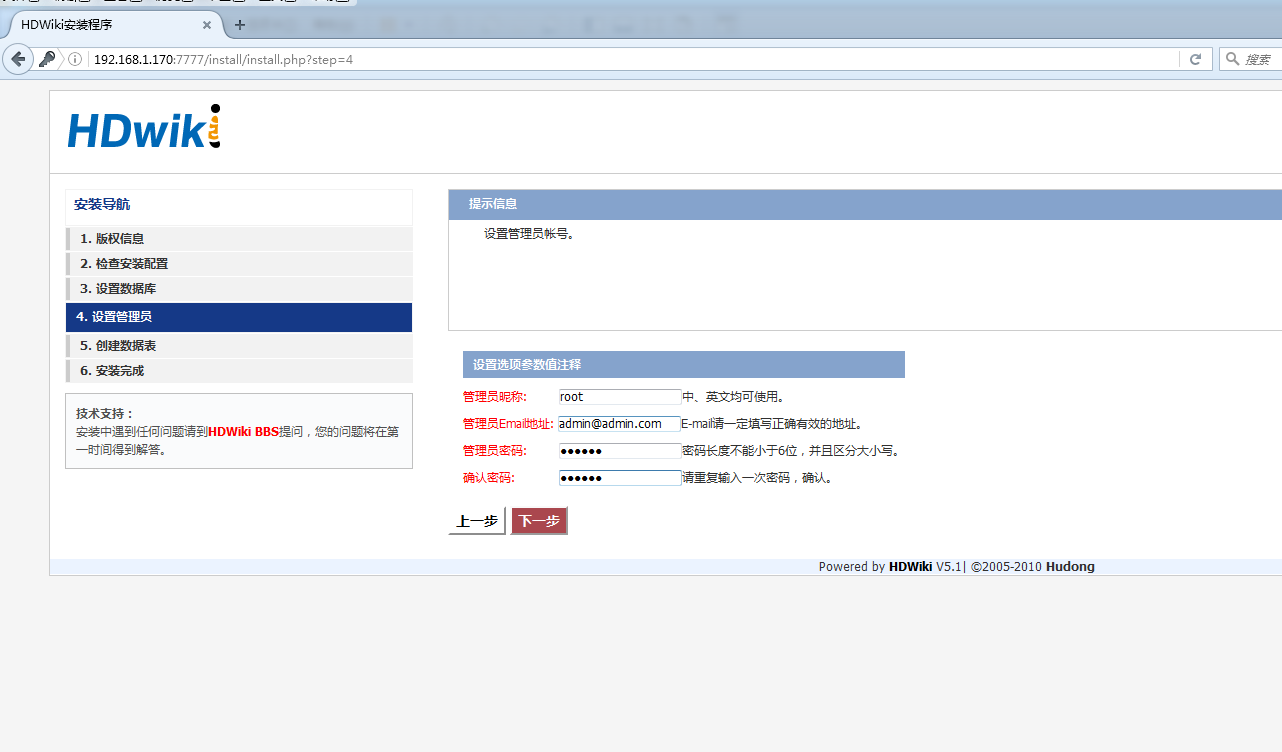 HDWiki安装程序
192.168.1.170:7777/install/install.php?step=4
搜索
HDwiki
安装导航
1. 版权信息
2. 检查安装配置
3. 设置数据库
4. 设置管理员
5. 创建数据表
6. 安装完成
技术支持：
安装中遇到任何问题请到HDWiki BBS提问，您的问题将在第
一时间得到解答。
提示信息
设置管理员帐号。
设置选项参数值注释
管理员昵称: root 中、英文均可使用。
管理员Email地址: admin@admin.com E-mail请一定填写正确有效的地址。
管理员密码: ●●●●●● 密码长度不能小于6位，并且区分大小写。
确认密码: ●●●●●● 请重复输入一次密码，确认。
上一步 下一步
Powered by HDWiki V5.1| ©2005-2010 Hudong